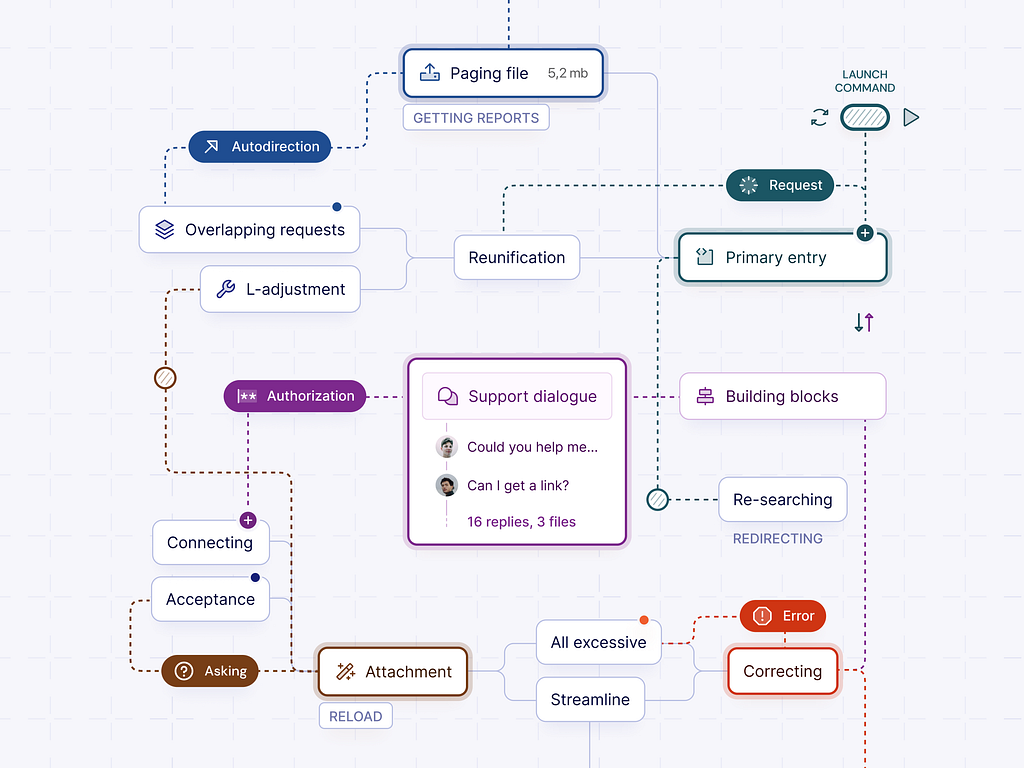 Paging file 5,2 mb
GETTING REPORTS
LAUNCH
COMMAND
Autodirection
Request
Overlapping requests
Reunification
Primary entry
L-adjustment
Authorization
Support dialogue
Building blocks
Could you help me...
Can I get a link?
16 replies, 3 files
Re-searching
REDIRECTING
Connecting
Acceptance
Asking
Attachment
RELOAD
All excessive
Streamline
Error
Correcting